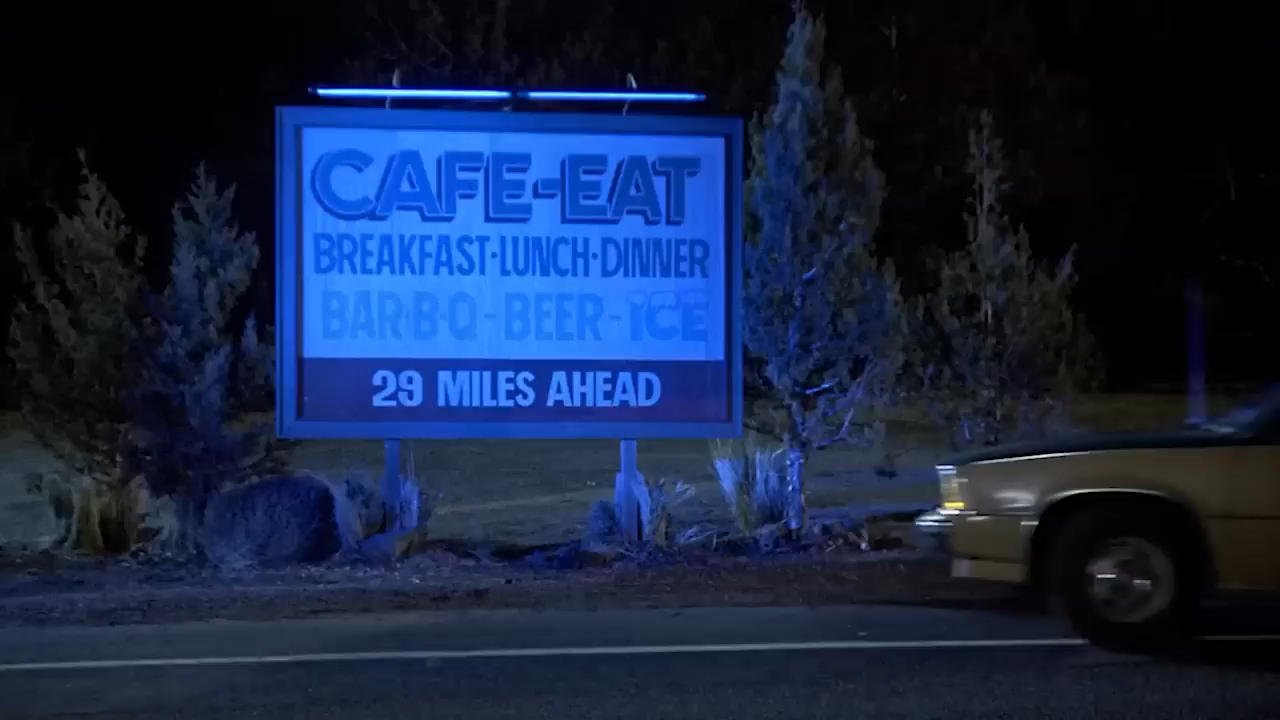 CAFE-EAT
BREAKFAST·LUNCH·DINNER
BAR·B·Q - BEER - ICE
29 MILES AHEAD